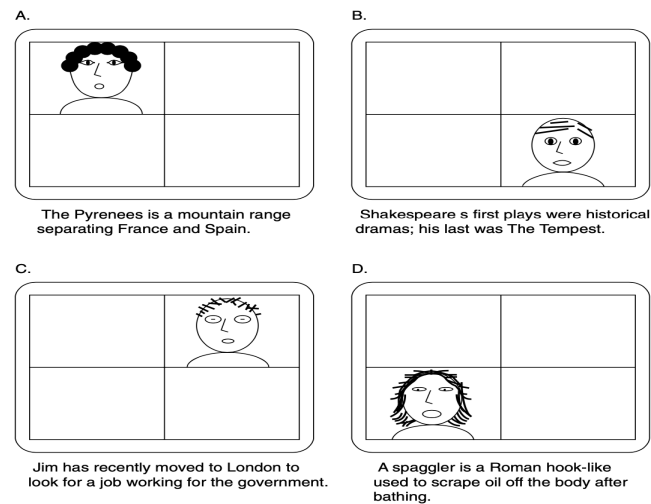 A.
The Pyrenees is a mountain range
separating France and Spain.
B.
Shakespeare s first plays were historical
dramas; his last was The Tempest.
C.
Jim has recently moved to London to
look for a job working for the government.
D.
A spaggler is a Roman hook-like
used to scrape oil off the body after
bathing.